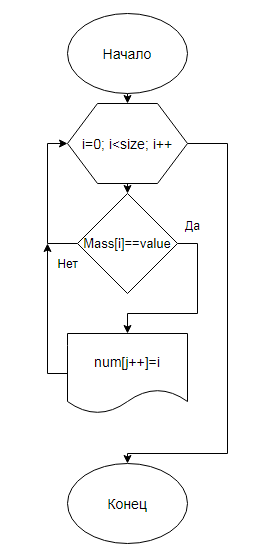 Начало
i=0; i<size; i++
Mass[i]==value
Да
Нет
num[j++]=i
Конец